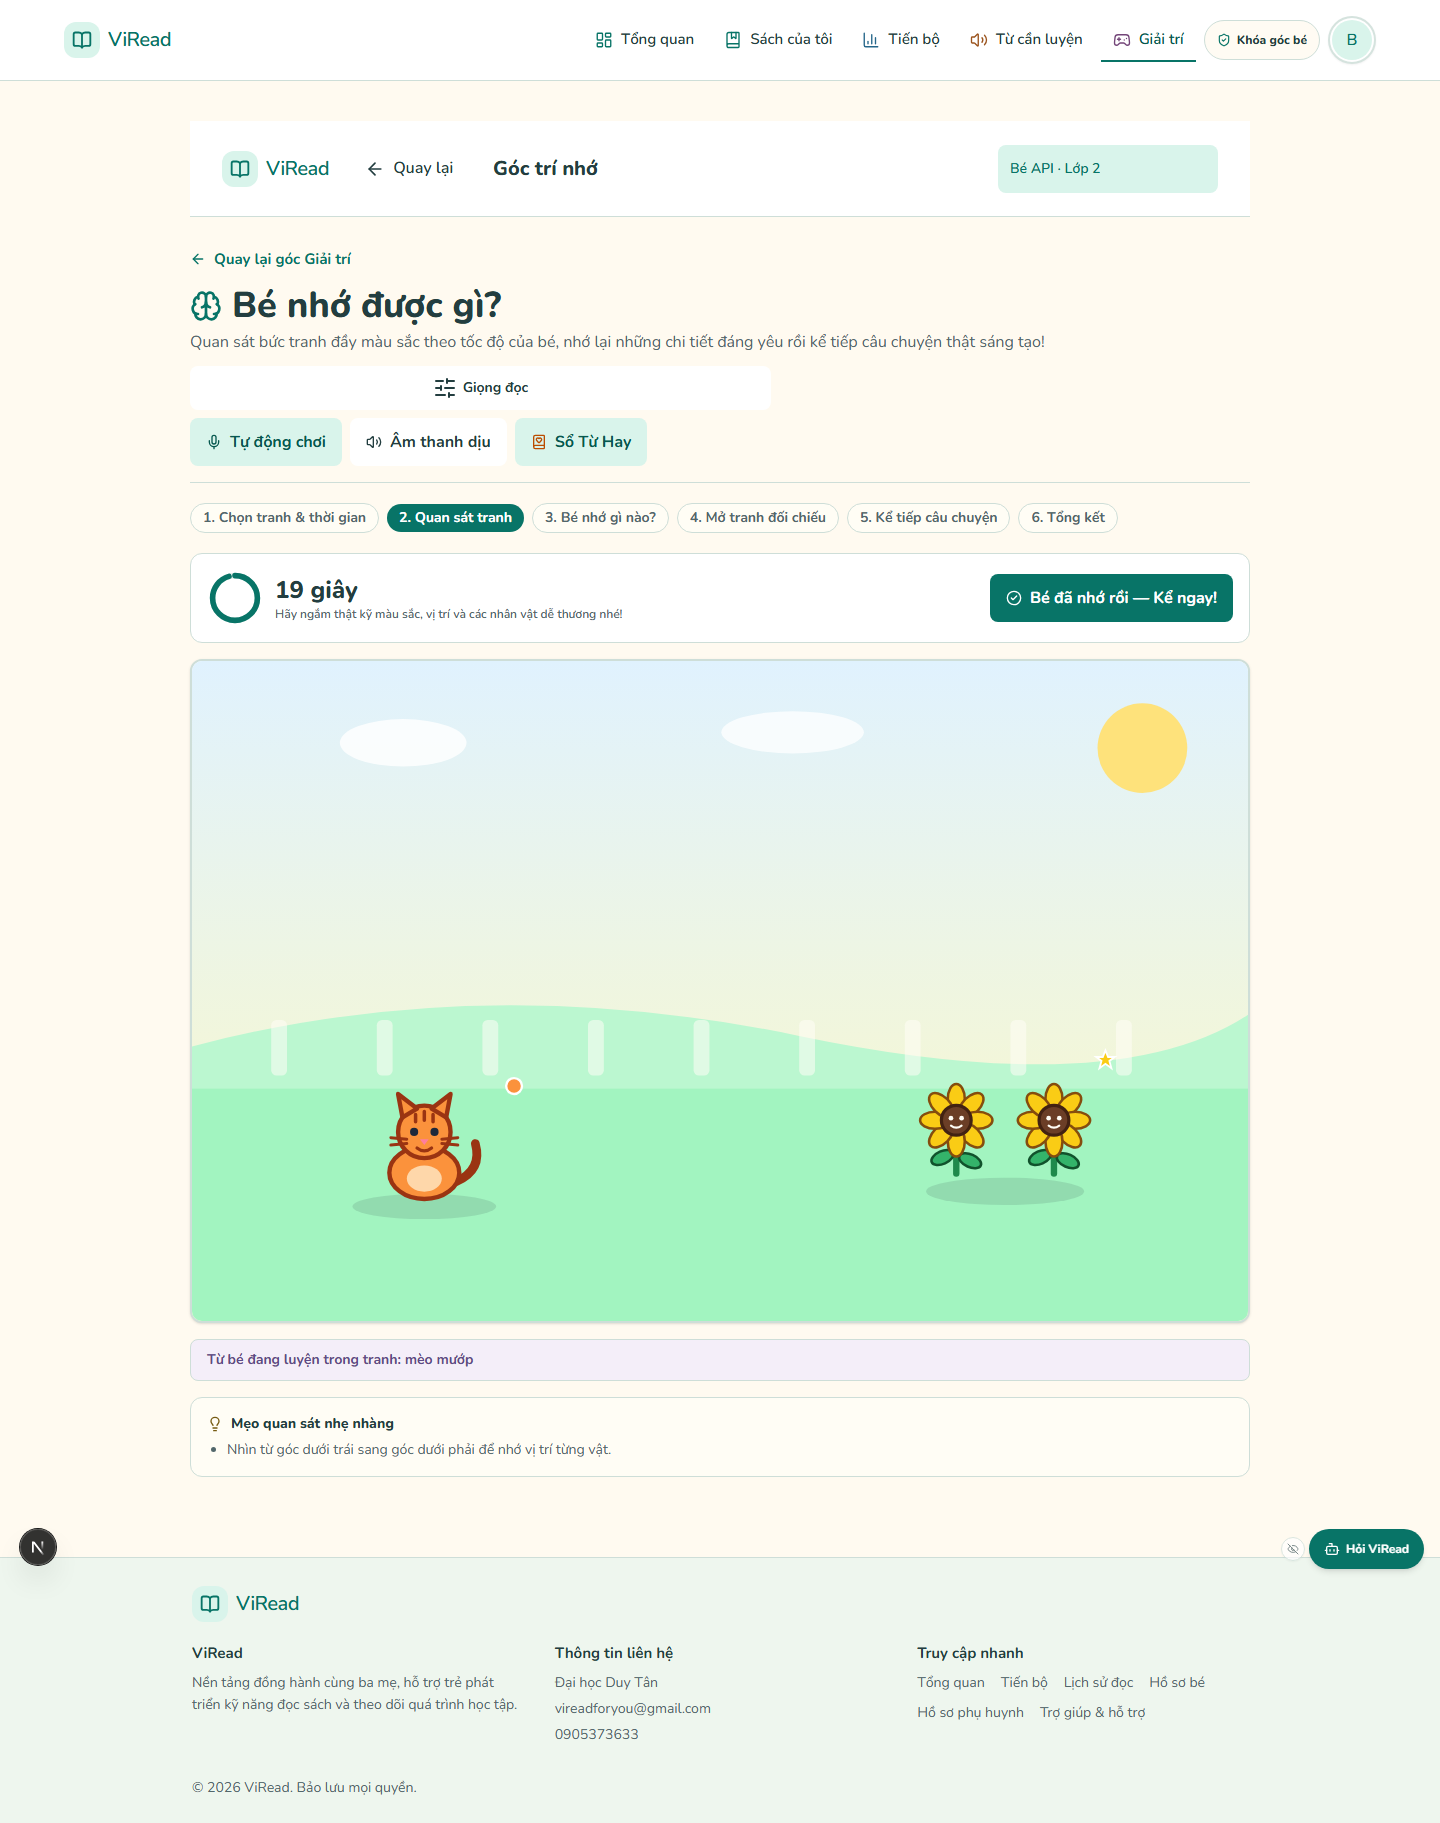 ViRead
Tổng quan
Sách của tôi
Tiến bộ
Từ cần luyện
Giải trí
Khóa góc bé
B
ViRead
Quay lại
Góc trí nhớ
Bé API · Lớp 2
Quay lại góc Giải trí
Bé nhớ được gì?
Quan sát bức tranh đầy màu sắc theo tốc độ của bé, nhớ lại những chi tiết đáng yêu rồi kể tiếp câu chuyện thật sáng tạo!
Giọng đọc
Tự động chơi
Âm thanh dịu
Sổ Từ Hay
1. Chọn tranh & thời gian
2. Quan sát tranh
3. Bé nhớ gì nào?
4. Mở tranh đối chiếu
5. Kể tiếp câu chuyện
6. Tổng kết
19 giây
Hãy ngắm thật kỹ màu sắc, vị trí và các nhân vật dễ thương nhé!
Bé đã nhớ rồi — Kể ngay!
Từ bé đang luyện trong tranh: mèo mướp
Mẹo quan sát nhẹ nhàng
Nhìn từ góc dưới trái sang góc dưới phải để nhớ vị trí từng vật.
N
Hỏi ViRead
ViRead
ViRead
Nền tảng đồng hành cùng ba mẹ, hỗ trợ trẻ phát
triển kỹ năng đọc sách và theo dõi quá trình học tập.
Thông tin liên hệ
Đại học Duy Tân
vireadforyou@gmail.com
0905373633
Truy cập nhanh
Tổng quan
Tiến bộ
Lịch sử đọc
Hồ sơ bé
Hồ sơ phụ huynh
Trợ giúp & hỗ trợ
© 2026 ViRead. Bảo lưu mọi quyền.